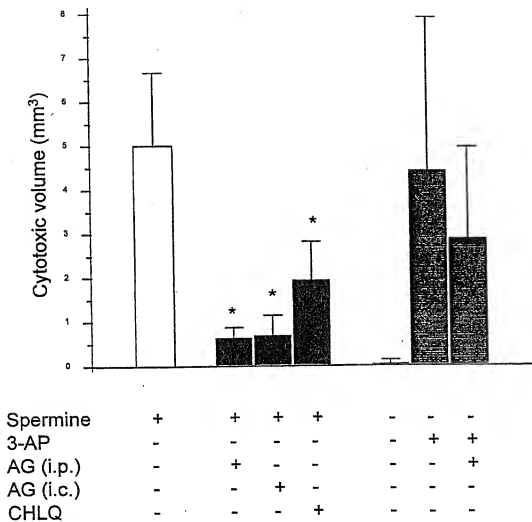 8
7
6
5
4
3
2
1
0
Cytotoxic volume (mm³)
*
* *
Spermine + + + + - - -
3-AP - - - - - + +
AG (i.p.) - + - - - - +
AG (i.c.) - - + - - - -
CHLQ - - - + - - -